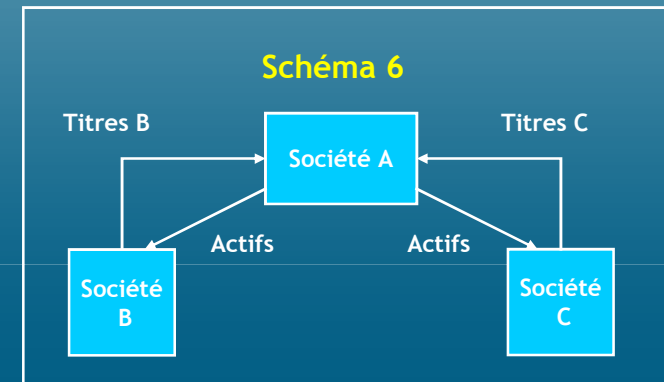 Schéma 6
Titres B
Titres C
Société A
Actifs
Actifs
Société
B
Société
C